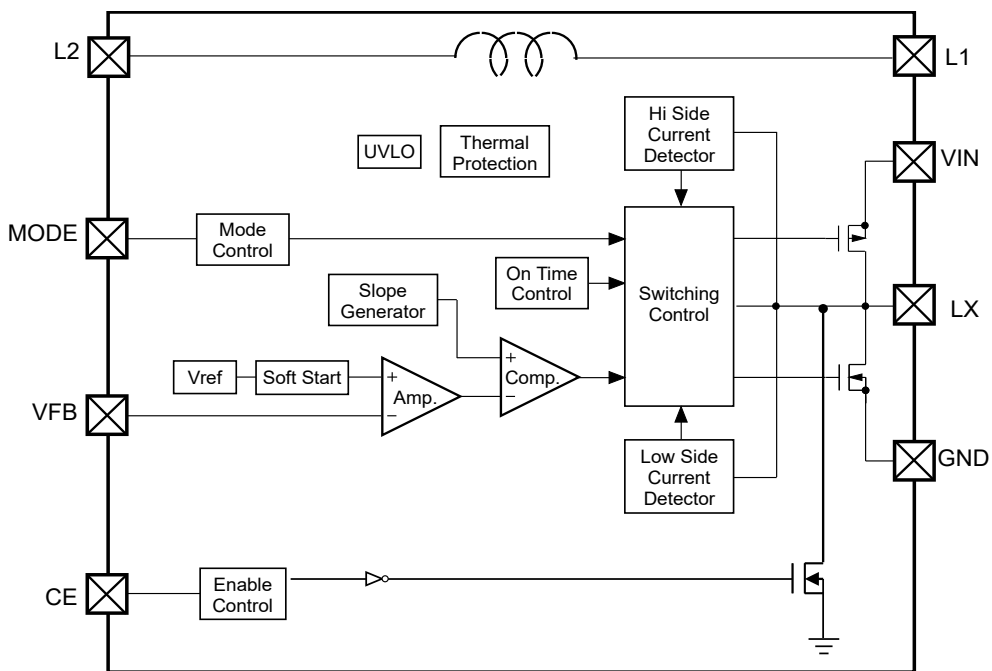 L2
L1
Hi Side
Current
Detector
UVLO
Thermal
Protection
VIN
MODE
Mode
Control
On Time
Control
Switching
Control
Slope
Generator
LX
+
Comp.
−
Vref
Soft Start
+
Amp.
−
VFB
Low Side
Current
Detector
GND
CE
Enable
Control